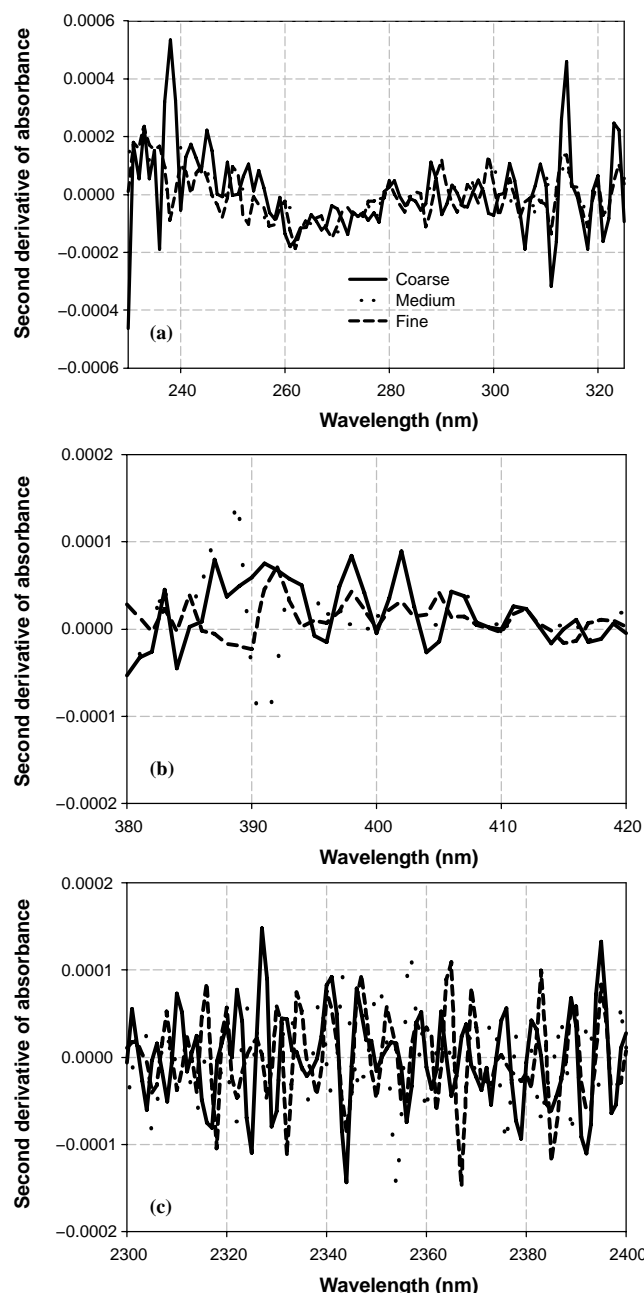 0.0006
0.0004
0.0002
0.0000
−0.0002
−0.0004
−0.0006
Second derivative of absorbance
Coarse
Medium
Fine
(a)
240 260 280 300 320
Wavelength (nm)
0.0002
0.0001
0.0000
−0.0001
−0.0002
Second derivative of absorbance
(b)
380 390 400 410 420
Wavelength (nm)
0.0002
0.0001
0.0000
−0.0001
−0.0002
Second derivative of absorbance
(c)
2300 2320 2340 2360 2380 2400
Wavelength (nm)